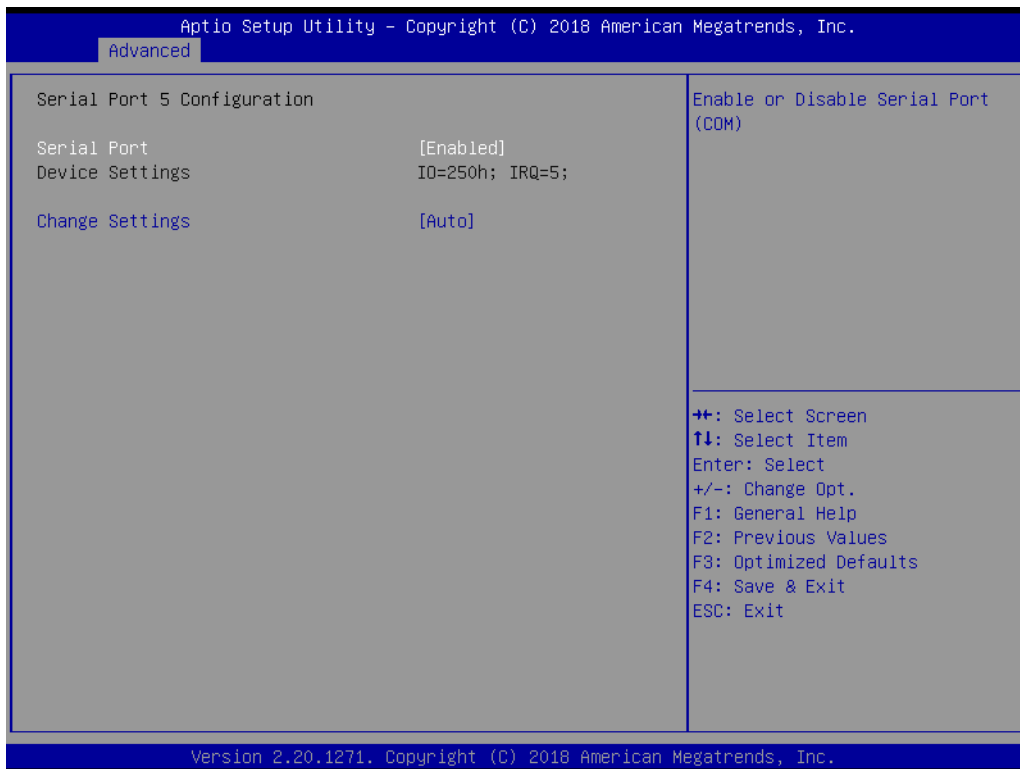 Aptio Setup Utility – Copyright (C) 2018 American Megatrends, Inc.
Advanced
Serial Port 5 Configuration
Serial Port [Enabled]
Device Settings IO=250h; IRQ=5;
Change Settings [Auto]
Enable or Disable Serial Port
(COM)
→←: Select Screen
↑↓: Select Item
Enter: Select
+/-: Change Opt.
F1: General Help
F2: Previous Values
F3: Optimized Defaults
F4: Save & Exit
ESC: Exit
Version 2.20.1271. Copyright (C) 2018 American Megatrends, Inc.